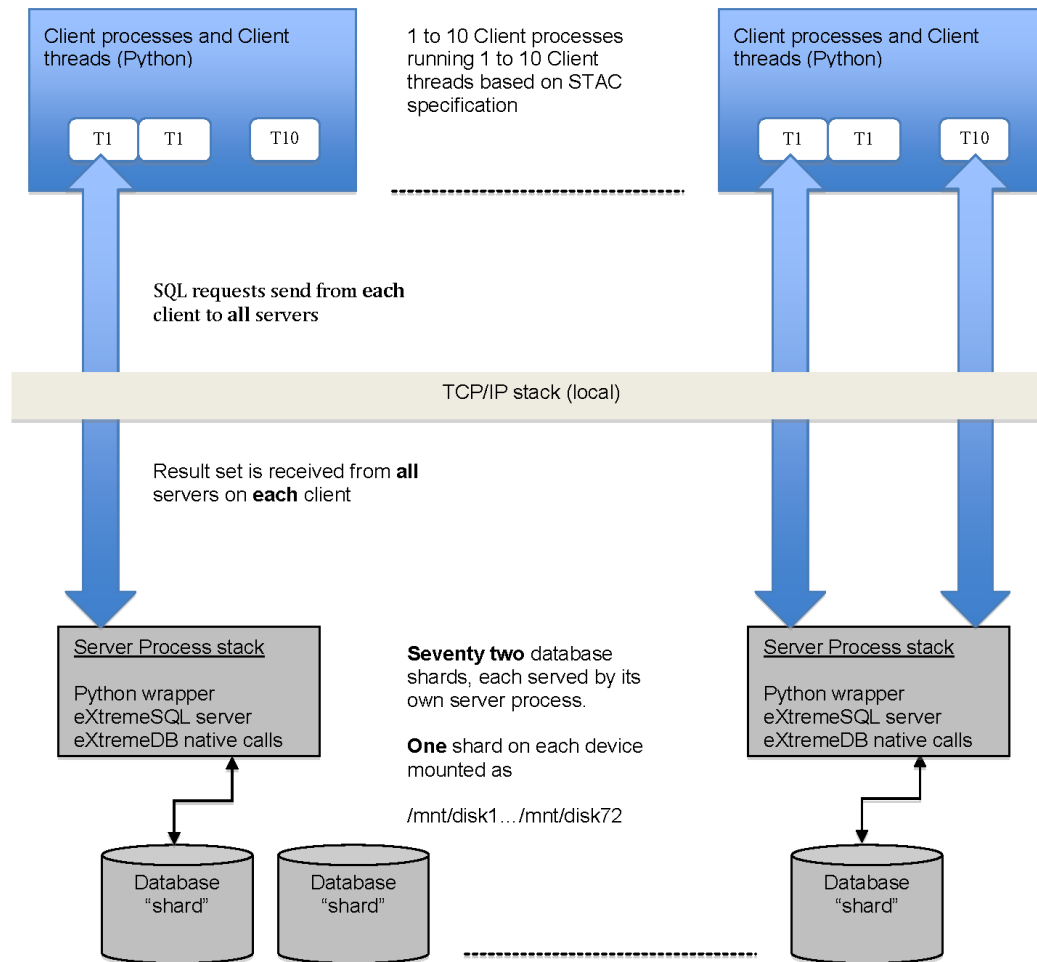 Client processes and Client
threads (Python)
T1
T1
T10
1 to 10 Client processes
running 1 to 10 Client
threads based on STAC
specification
Client processes and Client
threads (Python)
T1
T1
T10
SQL requests send from each
client to all servers
TCP/IP stack (local)
Result set is received from all
servers on each client
Server Process stack
Python wrapper
eXtremeSQL server
eXtremeDB native calls
Seventy two database
shards, each served by its
own server process.
One shard on each device
mounted as
/mnt/disk1.../mnt/disk72
Server Process stack
Python wrapper
eXtremeSQL server
eXtremeDB native calls
Database
“shard”
Database
“shard”
Database
“shard”